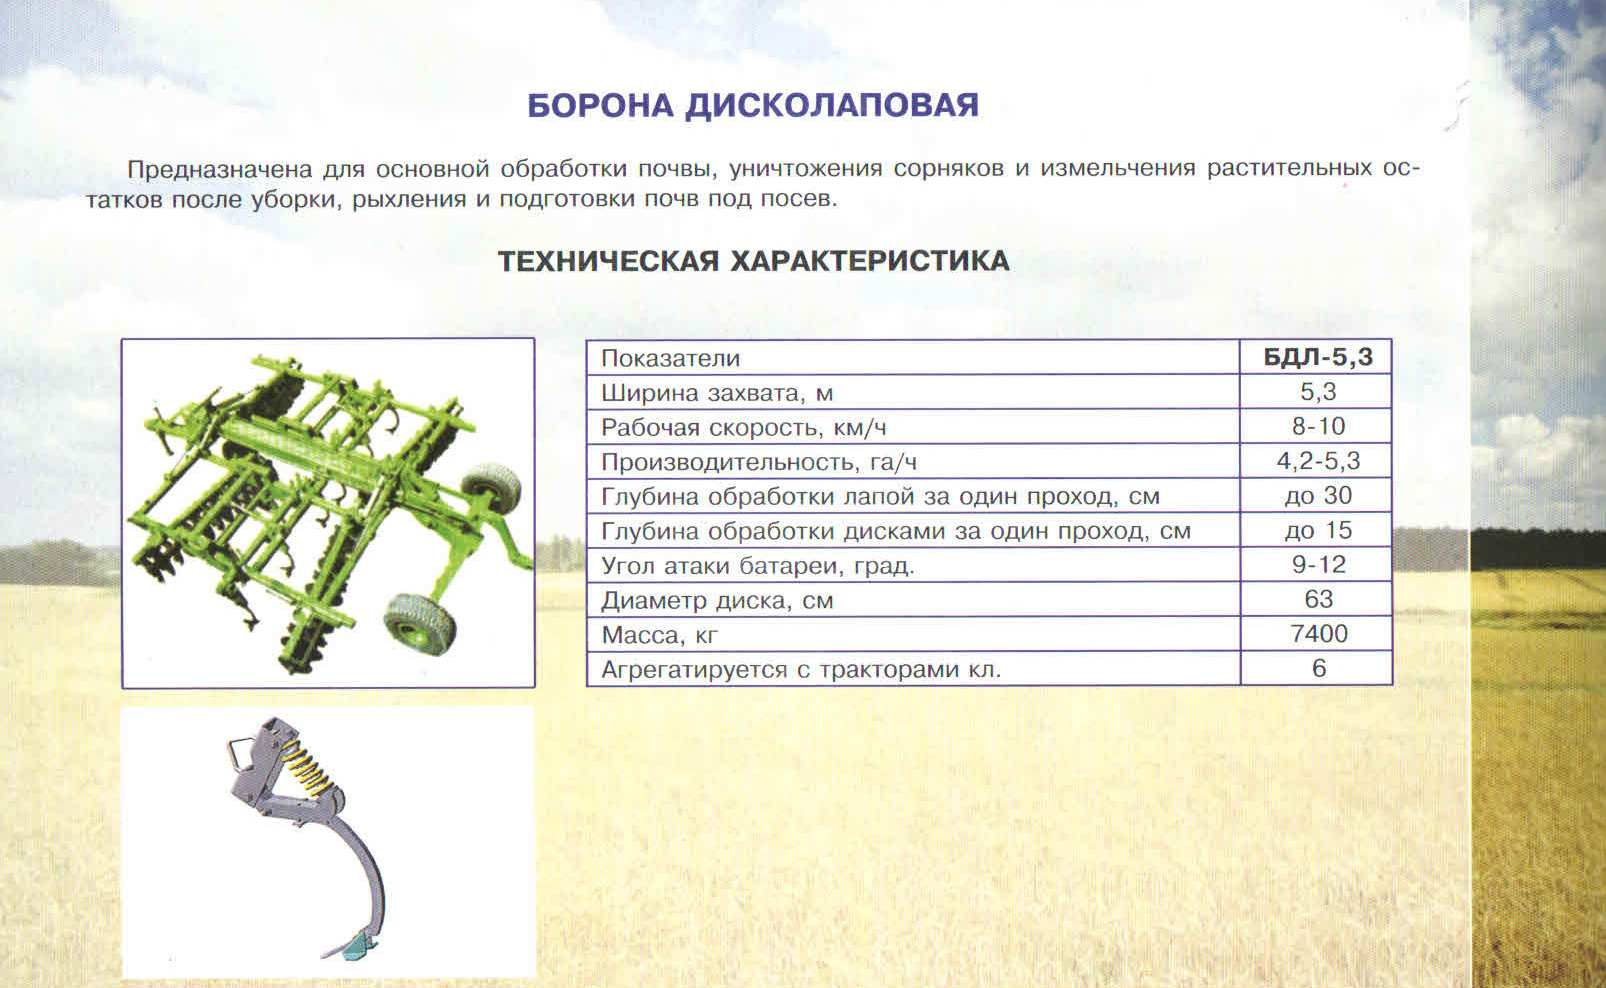 БОРОНА ДИСКОЛАПОВАЯ
Предназначена для основной обработки почвы, уничтожения сорняков и измельчения растительных ос-
татков после уборки, рыхления и подготовки почв под посев.
ТЕХНИЧЕСКАЯ ХАРАКТЕРИСТИКА
Показатели БДЛ-5,3
Ширина захвата, м 5,3
Рабочая скорость, км/ч 8-10
Производительность, га/ч 4,2-5,3
Глубина обработки лапой за один проход, см до 30
Глубина обработки дисками за один проход, см до 15
Угол атаки батареи, град. 9-12
Диаметр диска, см 63
Масса, кг 7400
Агрегатируется с тракторами кл. 6